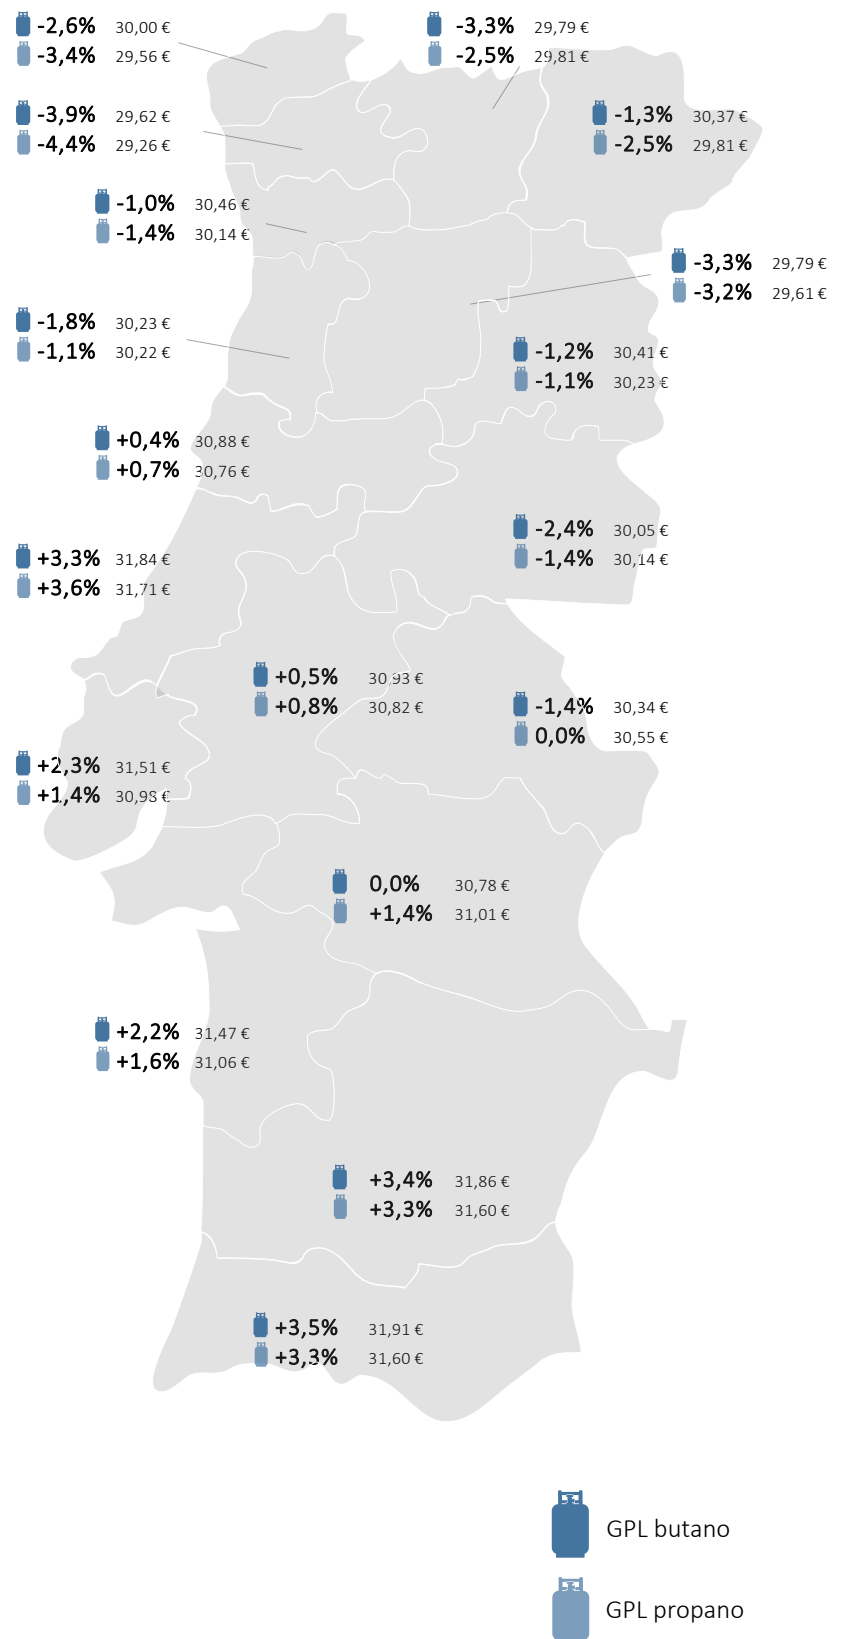 -2,6% 30,00 €
-3,4% 29,56 €
-3,3% 29,79 €
-2,5% 29,81 €
-3,9% 29,62 €
-4,4% 29,26 €
-1,3% 30,37 €
-2,5% 29,81 €
-1,0% 30,46 €
-1,4% 30,14 €
-3,3% 29,79 €
-3,2% 29,61 €
-1,8% 30,23 €
-1,1% 30,22 €
-1,2% 30,41 €
-1,1% 30,23 €
+0,4% 30,88 €
+0,7% 30,76 €
-2,4% 30,05 €
-1,4% 30,14 €
+3,3% 31,84 €
+3,6% 31,71 €
+0,5% 30,93 €
+0,8% 30,82 €
-1,4% 30,34 €
0,0% 30,55 €
+2,3% 31,51 €
+1,4% 30,98 €
0,0% 30,78 €
+1,4% 31,01 €
+2,2% 31,47 €
+1,6% 31,06 €
+3,4% 31,86 €
+3,3% 31,60 €
+3,5% 31,91 €
+3,3% 31,60 €
GPL butano
GPL propano